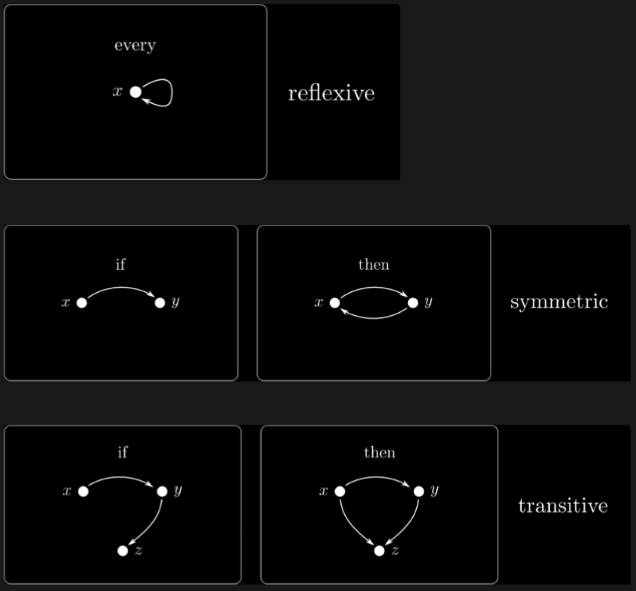 every
x
reflexive
if
x y
then
x y
symmetric
if
x y
z
then
x y
z
transitive